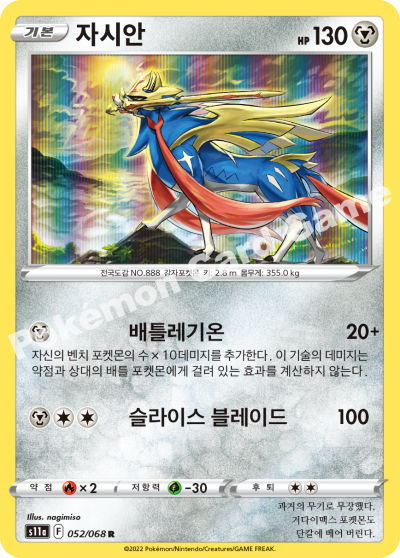 기본
자시안
HP 130
전국도감 NO.888 강자포켓몬 키: 2.8 m 몸무게: 355.0 kg
배틀레기온 20+
자신의 벤치 포켓몬의 수 × 10데미지를 추가한다. 이 기술의 데미지는
약점과 상대의 배틀 포켓몬에게 걸려 있는 효과를 계산하지 않는다.
슬라이스 블레이드 100
약점 ×2 저항력 -30 후퇴
Illus. nagimiso
s11a F 052/068 R
과거의 무기로 무장했다.
거다이맥스 포켓몬도
단칼에 베어 버린다.
©2022 Pokémon/Nintendo/Creatures/GAME FREAK.
Pokémon Card Game